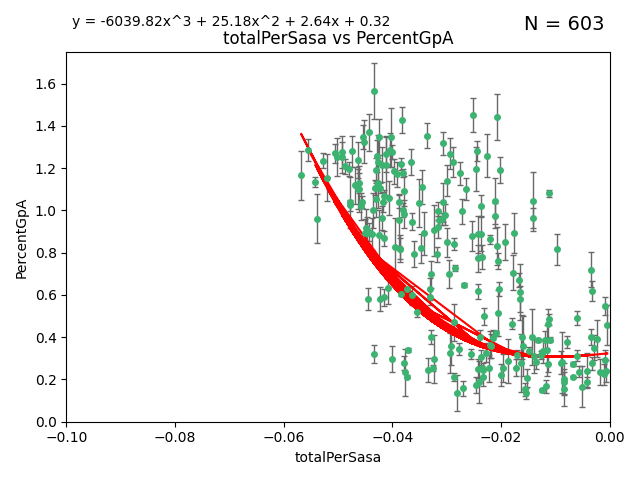 y = -6039.82x^3 + 25.18x^2 + 2.64x + 0.32
N = 603
totalPerSasa vs PercentGpA
PercentGpA
1.6
1.4
1.2
1.0
0.8
0.6
0.4
0.2
0.0
−0.10 −0.08 −0.06 −0.04 −0.02 0.00
totalPerSasa